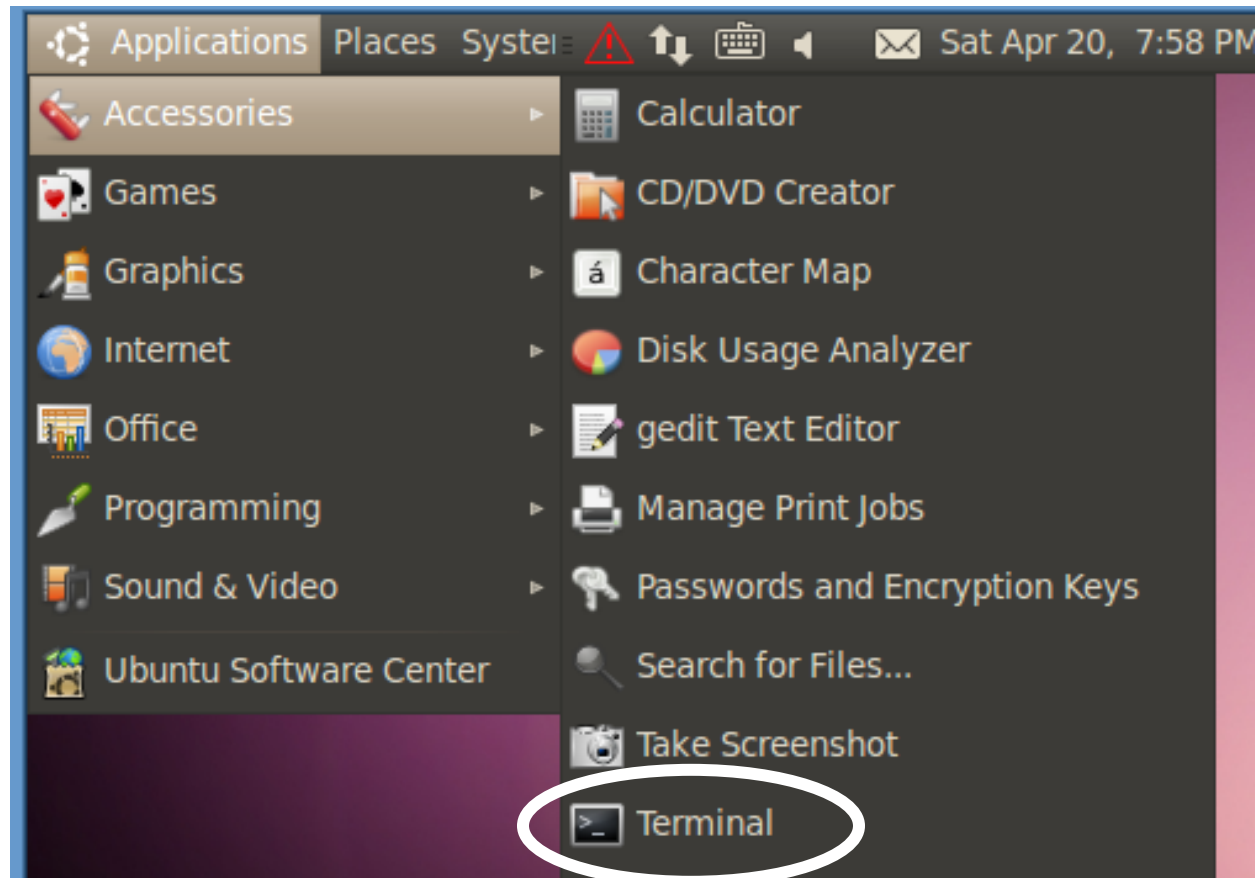 Applications Places Syste Sat Apr 20, 7:58 PM
Accessories
Games
Graphics
Internet
Office
Programming
Sound & Video
Ubuntu Software Center
Calculator
CD/DVD Creator
á Character Map
Disk Usage Analyzer
gedit Text Editor
Manage Print Jobs
Passwords and Encryption Keys
Search for Files...
Take Screenshot
>_ Terminal